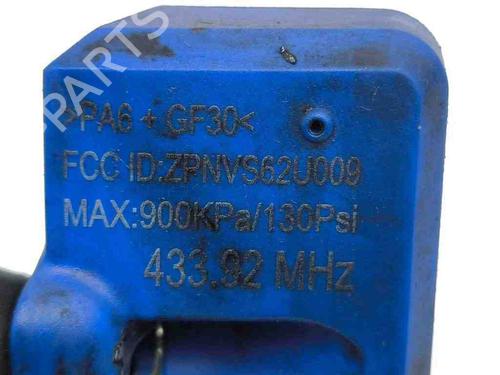 B-PARTS
>PA6 + GF30<
FCC ID:ZPNVS62U009
MAX:900KPa/130Psi
433.92 MHz